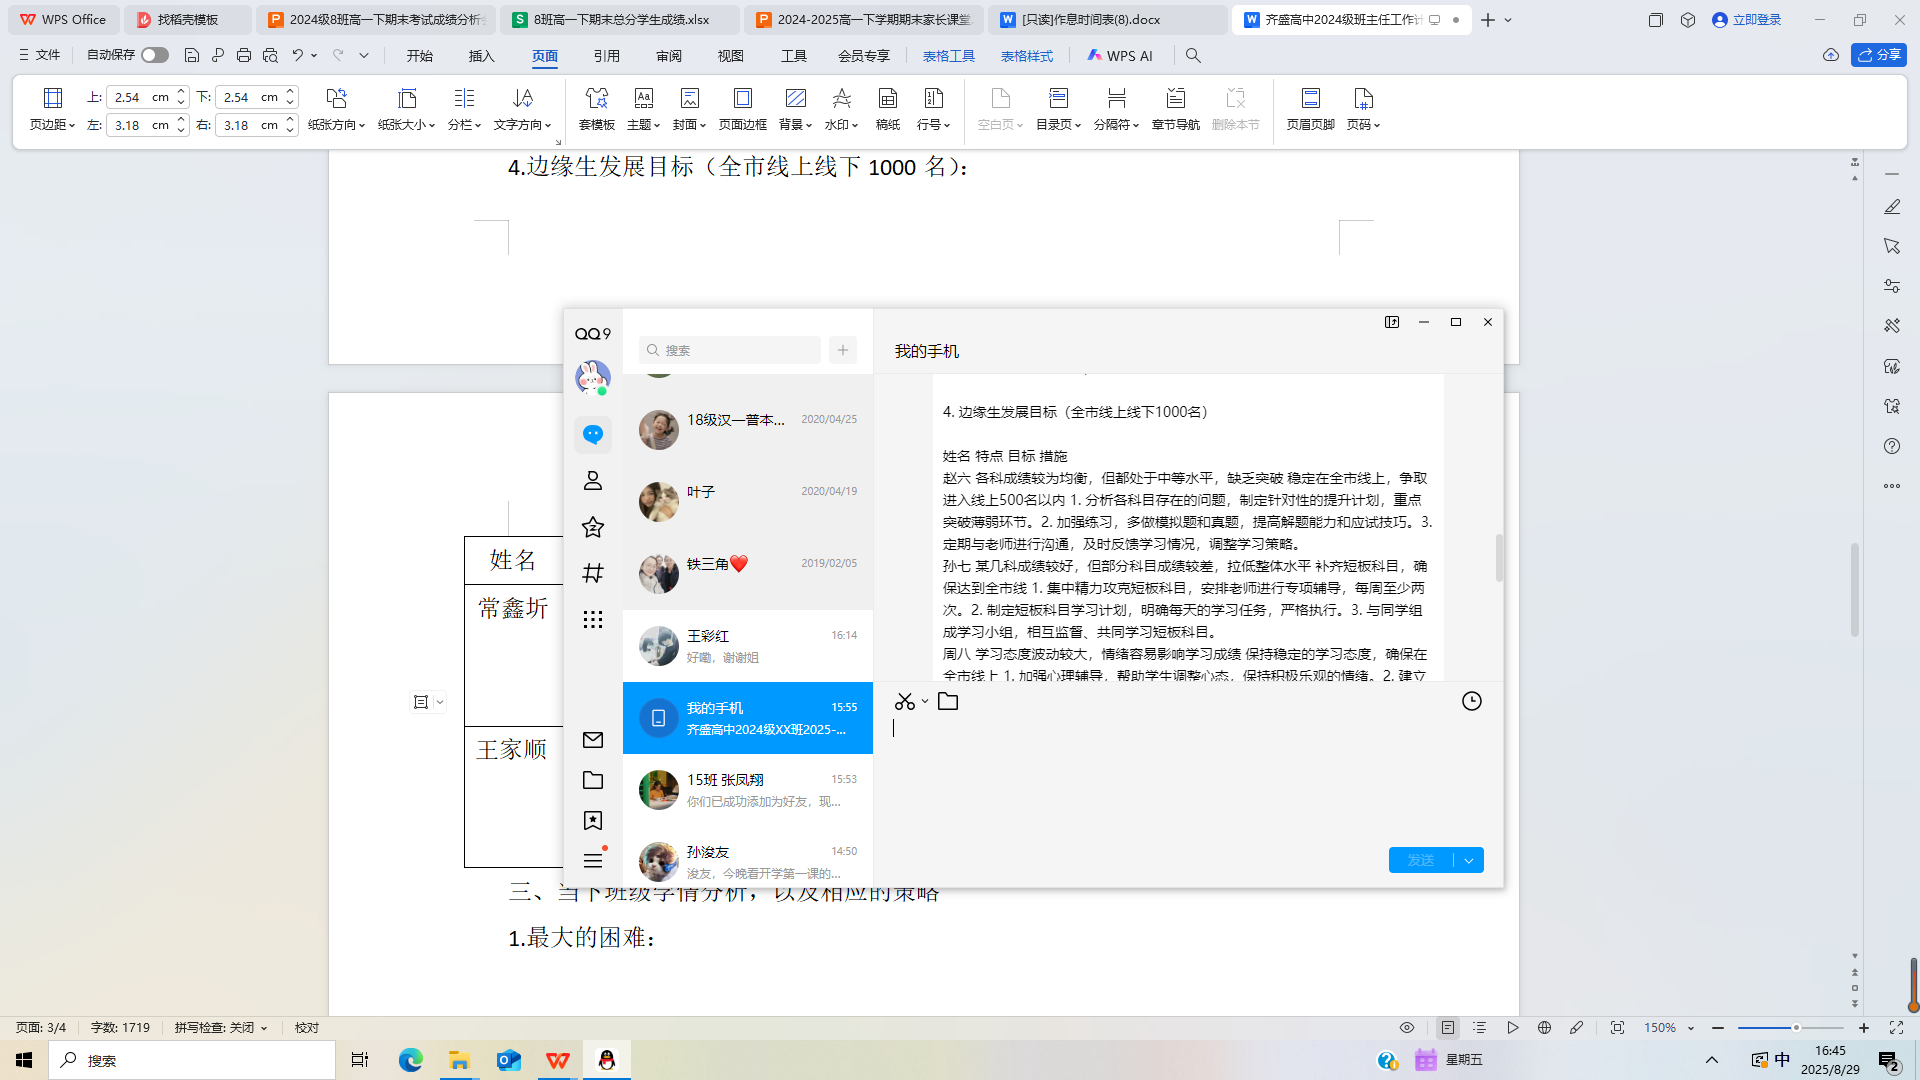 WPS Office
找稻壳模板
2024级8班高一下期末考试成绩分析会
8班高一下期末总分学生成绩.xlsx
2024-2025高一下学期期末家长课堂
[只读]作息时间表(8).docx
齐盛高中2024级班主任工作计
立即登录
文件
自动保存
开始
插入
页面
引用
审阅
视图
工具
会员专享
表格工具
表格样式
WPS AI
分享
页边距
上: 2.54 cm
下: 2.54 cm
左: 3.18 cm
右: 3.18 cm
纸张方向
纸张大小
分栏
文字方向
套模板
主题
封面
页面边框
背景
水印
稿纸
行号
空白页
目录页
分隔符
章节导航
删除本节
页眉页脚
页码
4.边缘生发展目标（全市线上线下 1000 名）：
姓名
常鑫圻
王家顺
三、当下班级学情分析，以及相应的策略
1.最大的困难：
QQ9
搜索
18级汉一普本...
2020/04/25
叶子
2020/04/19
铁三角❤️
2019/02/05
王彩红
16:14
好嘞，谢谢姐
我的手机
15:55
齐盛高中2024级XX班2025-...
15班 张凤翔
15:53
你们已成功添加为好友，现...
孙浚友
14:50
浚友，今晚看开学第一课的...
我的手机
4. 边缘生发展目标（全市线上线下1000名）
姓名 特点 目标 措施
赵六 各科成绩较为均衡，但都处于中等水平，缺乏突破 稳定在全市线上，争取
进入线上500名以内 1. 分析各科目存在的问题，制定针对性的提升计划，重点
突破薄弱环节。2. 加强练习，多做模拟题和真题，提高解题能力和应试技巧。3.
定期与老师进行沟通，及时反馈学习情况，调整学习策略。
孙七 某几科成绩较好，但部分科目成绩较差，拉低整体水平 补齐短板科目，确
保达到全市线 1. 集中精力攻克短板科目，安排老师进行专项辅导，每周至少两
次。2. 制定短板科目学习计划，明确每天的学习任务，严格执行。3. 与同学组
成学习小组，相互监督、共同学习短板科目。
周八 学习态度波动较大，情绪容易影响学习成绩 保持稳定的学习态度，确保在
全市线上 1. 加强心理辅导，帮助学生调整心态，保持积极乐观的情绪。2. 建立
发送
页面: 3/4
字数: 1719
拼写检查: 关闭
校对
150%
搜索
星期五
中
16:45
2025/8/29
2